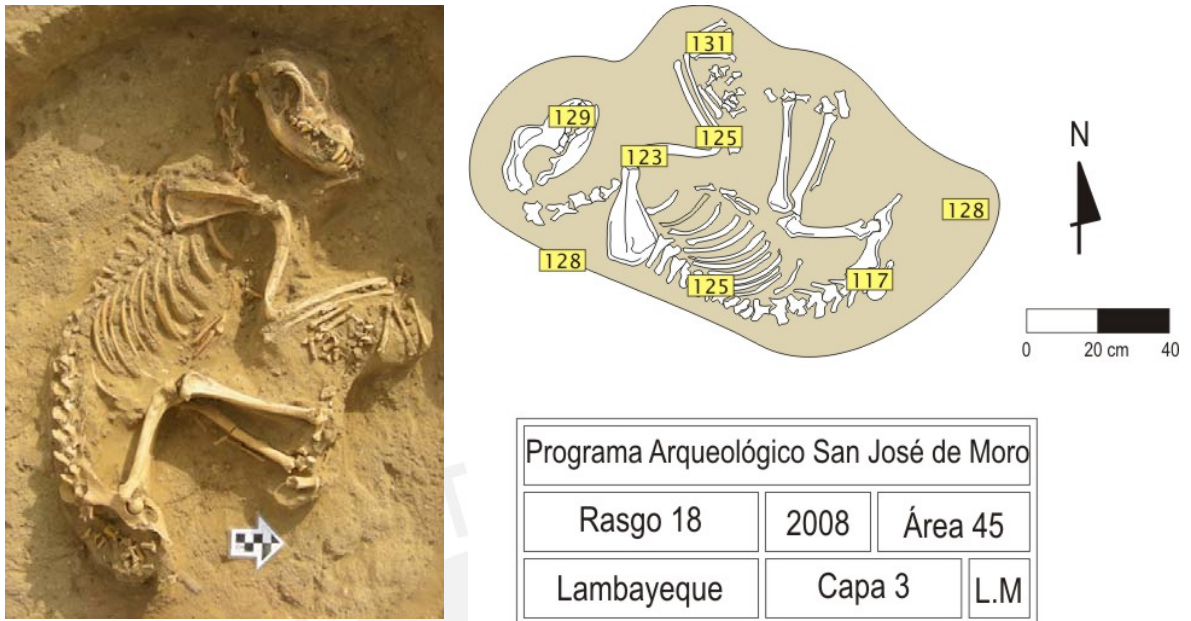 131
129
125
123
N
128
128
125
117
0 20 cm 40
Programa Arqueológico San José de Moro
Rasgo 18 2008 Área 45
Lambayeque Capa 3 L.M